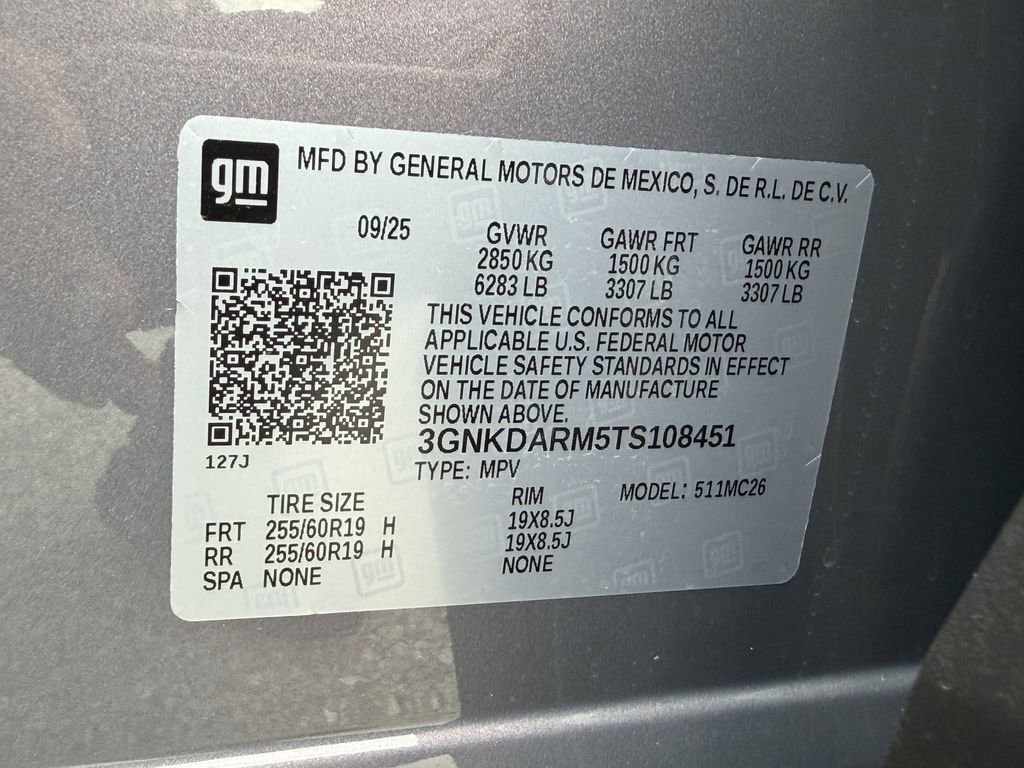 gm
MFD BY GENERAL MOTORS DE MEXICO, S. DE R.L. DE C.V.
09/25
GVWR GAWR FRT GAWR RR
2850 KG 1500 KG 1500 KG
6283 LB 3307 LB 3307 LB
THIS VEHICLE CONFORMS TO ALL
APPLICABLE U.S. FEDERAL MOTOR
VEHICLE SAFETY STANDARDS IN EFFECT
ON THE DATE OF MANUFACTURE
SHOWN ABOVE.
3GNKDARM5TS108451
127J
TYPE: MPV
MODEL: 511MC26
TIRE SIZE RIM
FRT 255/60R19 H 19X8.5J
RR 255/60R19 H 19X8.5J
SPA NONE NONE